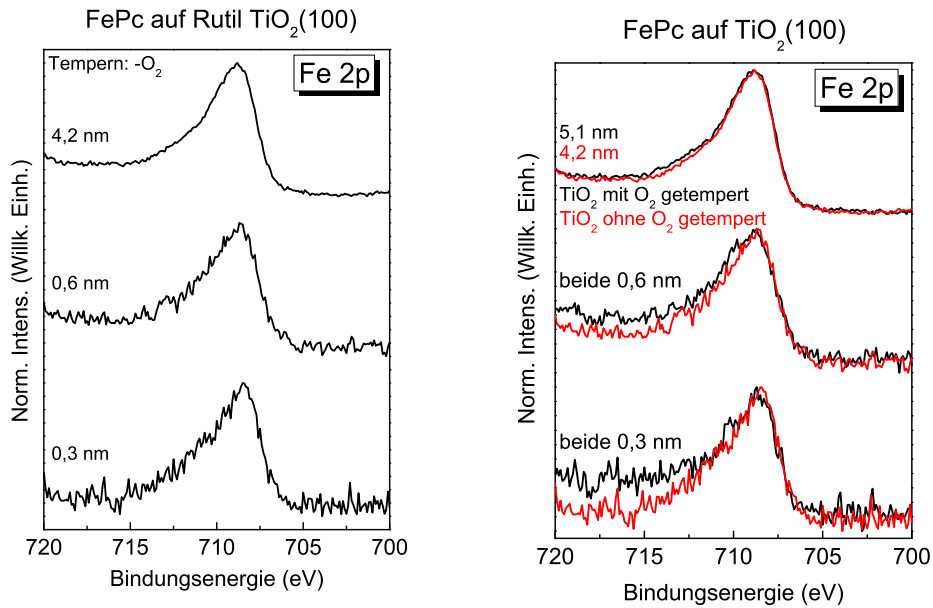 FePc auf Rutil TiO₂(100)
Tempern: -O₂
Fe 2p
4,2 nm
0,6 nm
0,3 nm
Norm. Intens. (Willk. Einh.)
720 715 710 705 700
Bindungsenergie (eV)
FePc auf TiO₂(100)
Fe 2p
5,1 nm
4,2 nm
TiO₂ mit O₂ getempert
TiO₂ ohne O₂ getempert
beide 0,6 nm
beide 0,3 nm
Norm. Intens. (Willk. Einh.)
720 715 710 705 700
Bindungsenergie (eV)